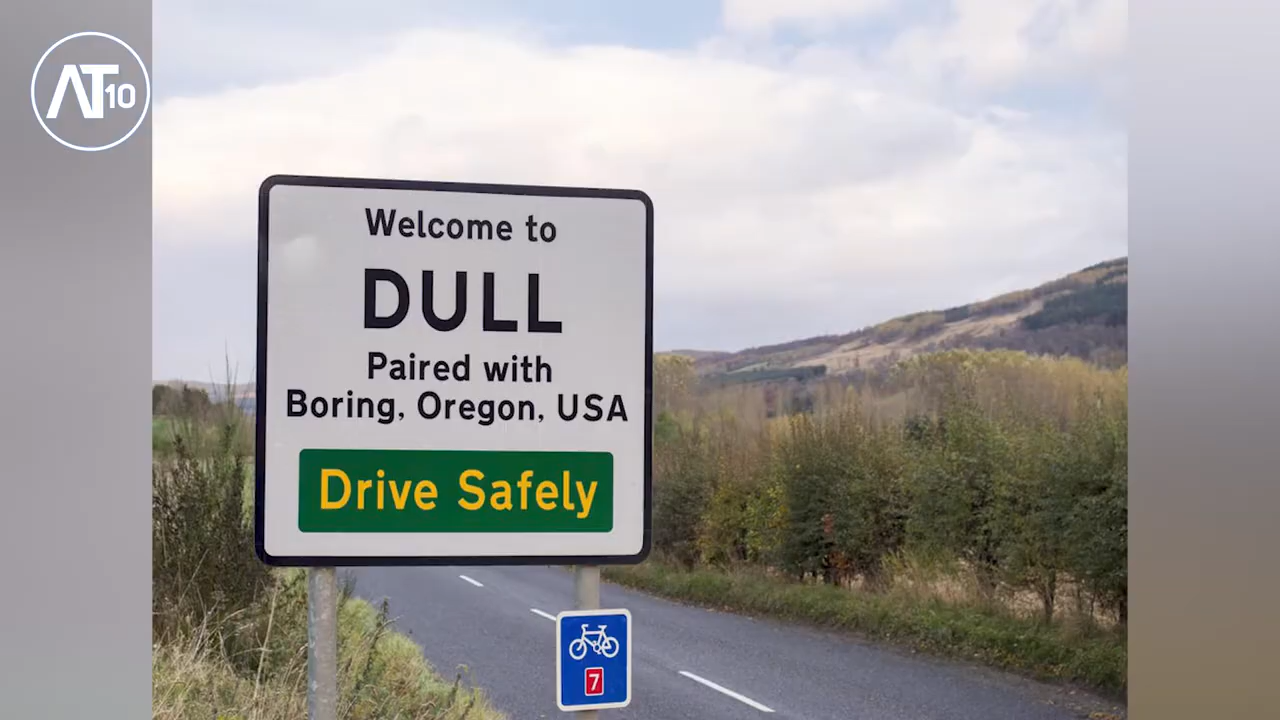 AT10
Welcome to
DULL
Paired with
Boring, Oregon, USA
Drive Safely
7